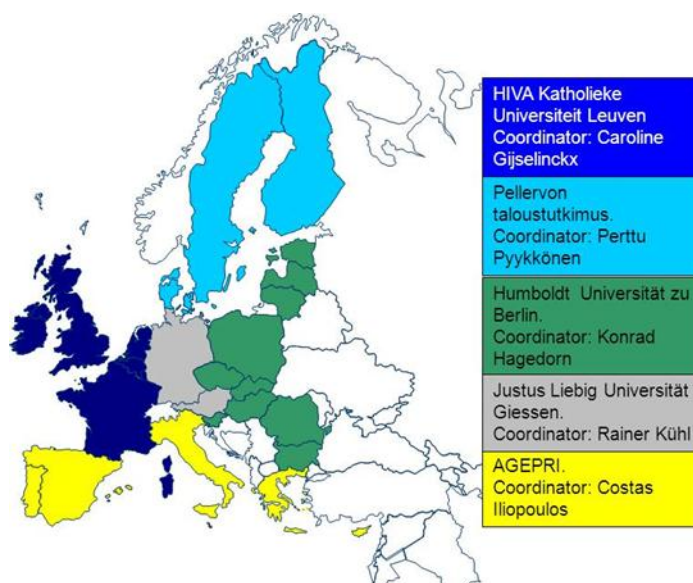 HIVA Katholieke
Universiteit Leuven
Coordinator: Caroline
Gijselinckx
Pellervon
taloustutkimus.
Coordinator: Perttu
Pyykkönen
Humboldt Universität zu
Berlin.
Coordinator: Konrad
Hagedorn
Justus Liebig Universität
Giessen.
Coordinator: Rainer Kühl
AGEPRI.
Coordinator: Costas
Iliopoulos